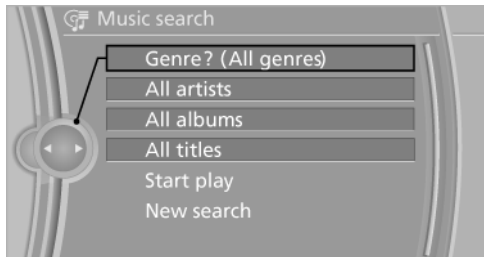 Music search
Genre? (All genres)
All artists
All albums
All titles
Start play
New search